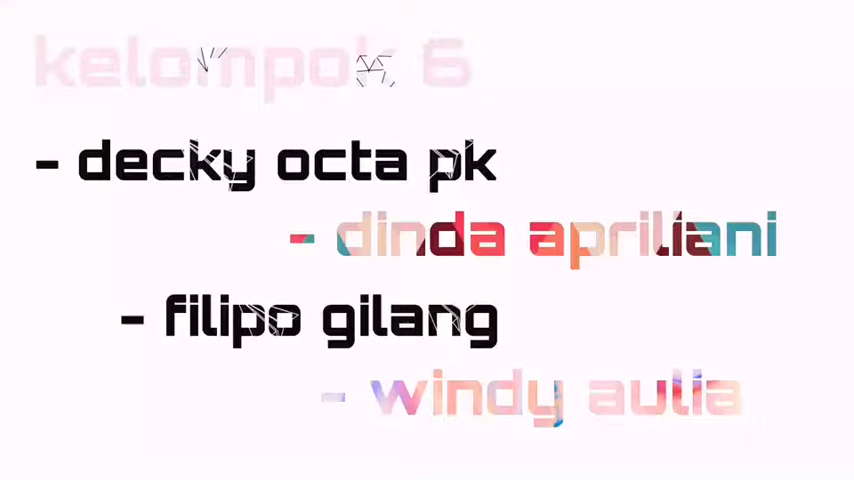 kelompok 6
- decky octa pk
- dinda apriliani
- filipo gilang
- windy aulia